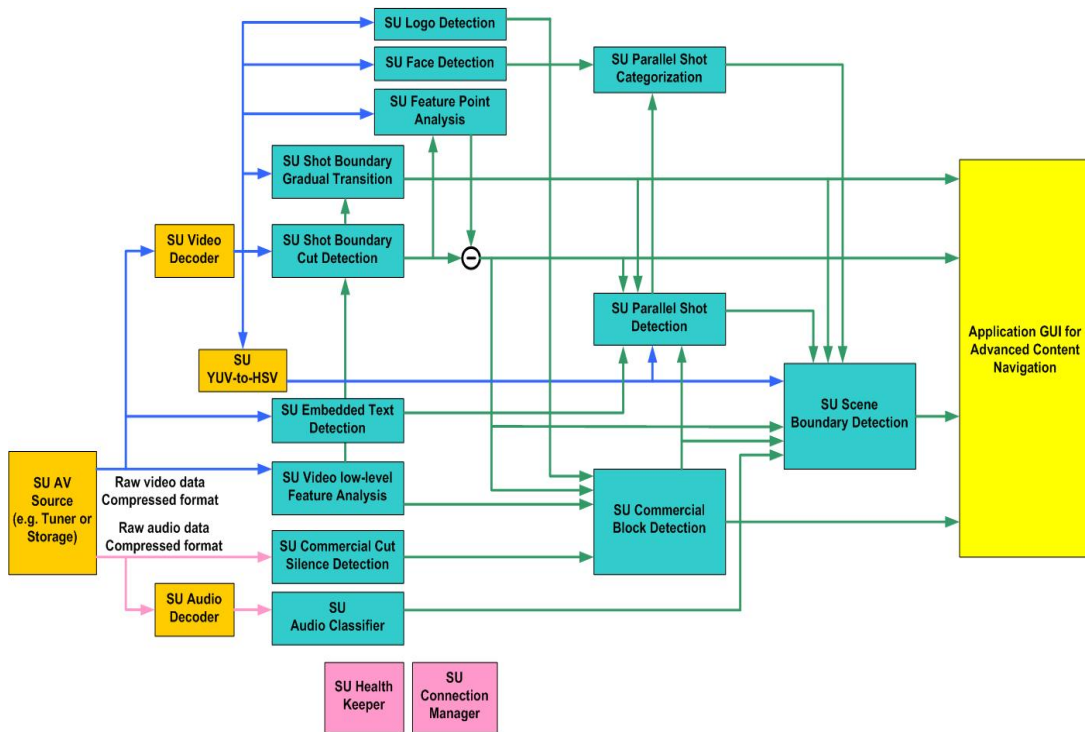 SU Logo Detection
SU Face Detection
SU Parallel Shot
Categorization
SU Feature Point
Analysis
SU Shot Boundary
Gradual Transition
SU Video
Decoder
SU Shot Boundary
Cut Detection
SU Parallel Shot
Detection
Application GUI for
Advanced Content
Navigation
SU
YUV-to-HSV
SU Scene
Boundary Detection
SU Embedded Text
Detection
SU AV
Source
(e.g. Tuner or
Storage)
Raw video data
Compressed format
SU Video low-level
Feature Analysis
SU Commercial
Block Detection
Raw audio data
Compressed format
SU Commercial Cut
Silence Detection
SU Audio
Decoder
SU
Audio Classifier
SU Health
Keeper
SU
Connection
Manager